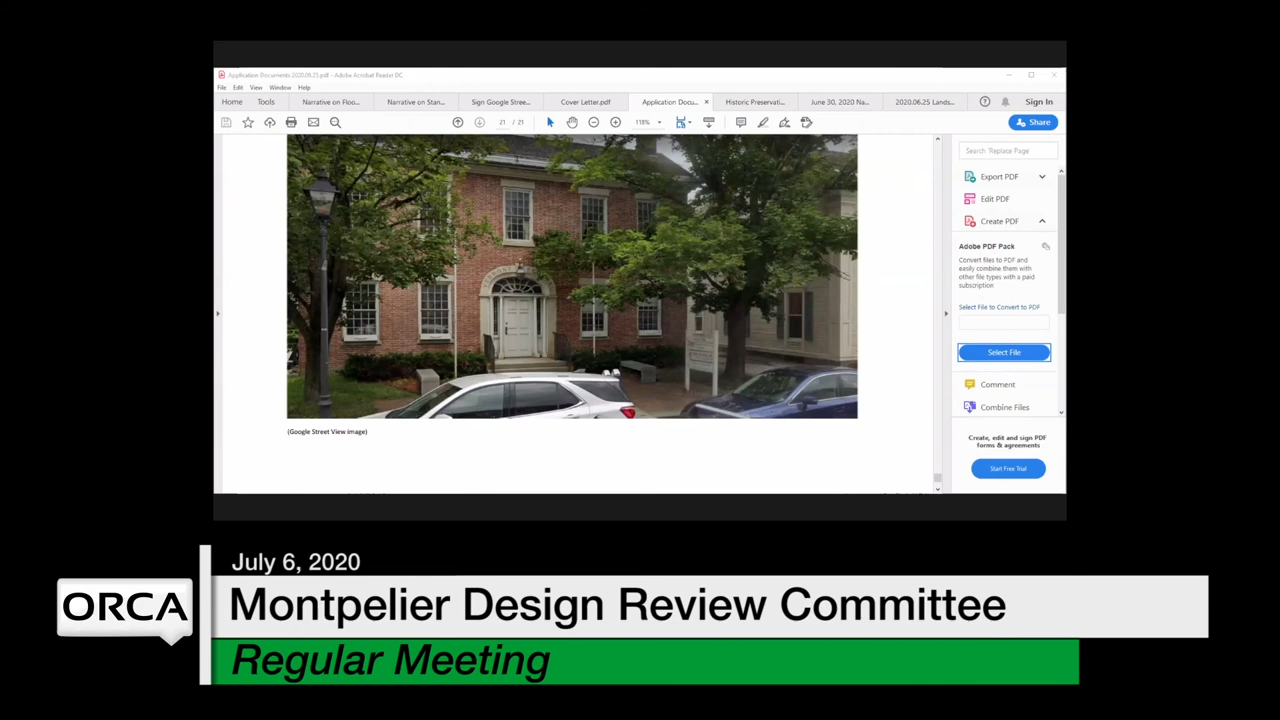 Application Documents 2020.06.25.pdf - Adobe Acrobat Reader DC
File Edit View Window Help
Home Tools Narrative on Floo... Narrative on Stan... Sign Google Stree... Cover Letter.pdf Application Docu... × Historic Preservati... June 30, 2020 Na... 2020.06.25 Lands... Sign In
21 / 21 118% Share
Search 'Replace Page
Export PDF
Edit PDF
Create PDF
Adobe PDF Pack
Convert files to PDF and
easily combine them with
other file types with a paid
subscription.
Select File to Convert to PDF
Select File
Comment
Combine Files
(Google Street View image)
Create, edit and sign PDF
forms & agreements
Start Free Trial
July 6, 2020
ORCA
Montpelier Design Review Committee
Regular Meeting